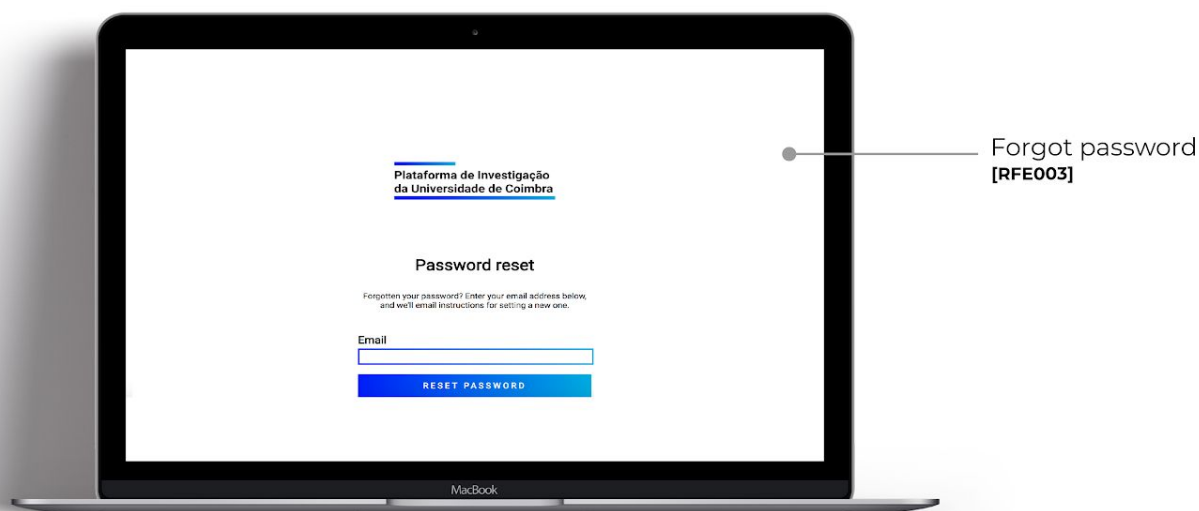 Plataforma de Investigação
da Universidade de Coimbra
Password reset
Forgotten your password? Enter your email address below,
and we'll email instructions for setting a new one.
Email
RESET PASSWORD
MacBook
Forgot password
[RFE003]